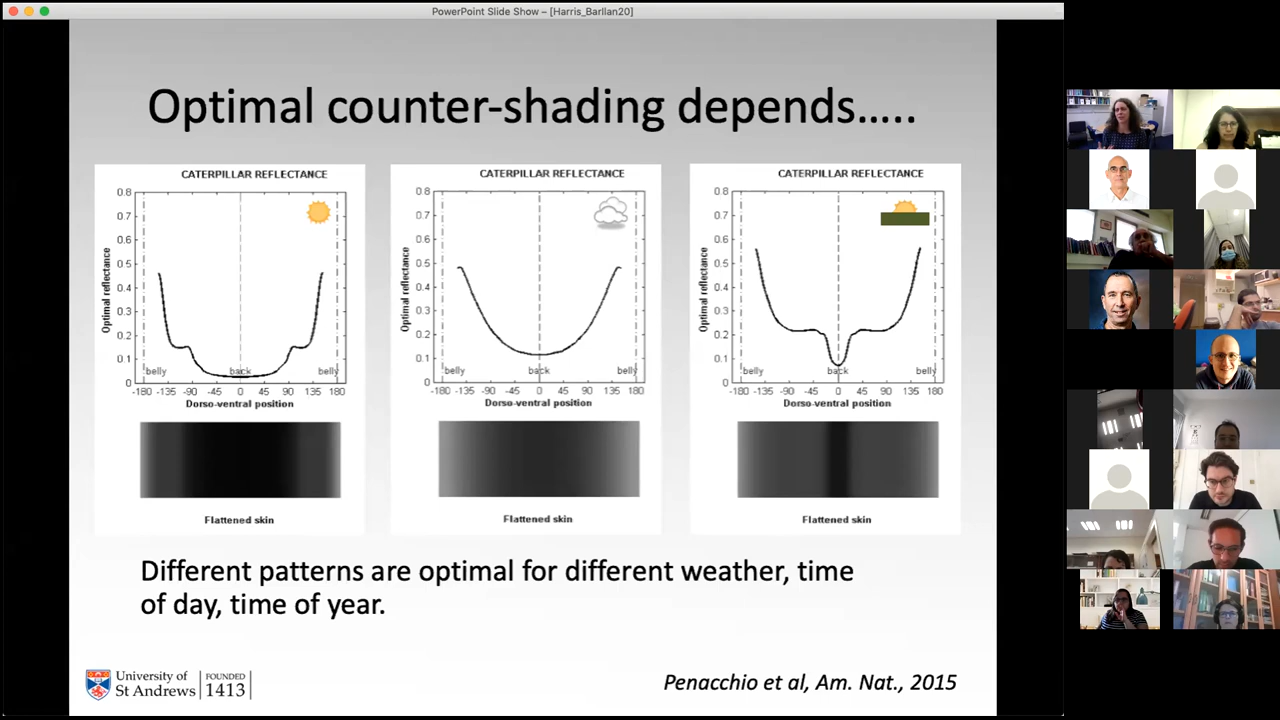 PowerPoint Slide Show – [Harris_BarIlan20]
Optimal counter-shading depends.....
CATERPILLAR REFLECTANCE
0.8
0.7
0.6
0.5
0.4
0.3
0.2
0.1
0
Optimal reflectance
belly
back
belly
-180 -135 -90 -45 0 45 90 135 180
Dorso-ventral position
Flattened skin
CATERPILLAR REFLECTANCE
0.8
0.7
0.6
0.5
0.4
0.3
0.2
0.1
0
Optimal reflectance
belly
back
belly
-180 -135 -90 -45 0 45 90 135 180
Dorso-ventral position
Flattened skin
CATERPILLAR REFLECTANCE
0.8
0.7
0.6
0.5
0.4
0.3
0.2
0.1
0
Optimal reflectance
belly
back
belly
-180 -135 -90 -45 0 45 90 135 180
Dorso-ventral position
Flattened skin
Different patterns are optimal for different weather, time
of day, time of year.
University of
St Andrews
FOUNDED
1413
Penacchio et al, Am. Nat., 2015